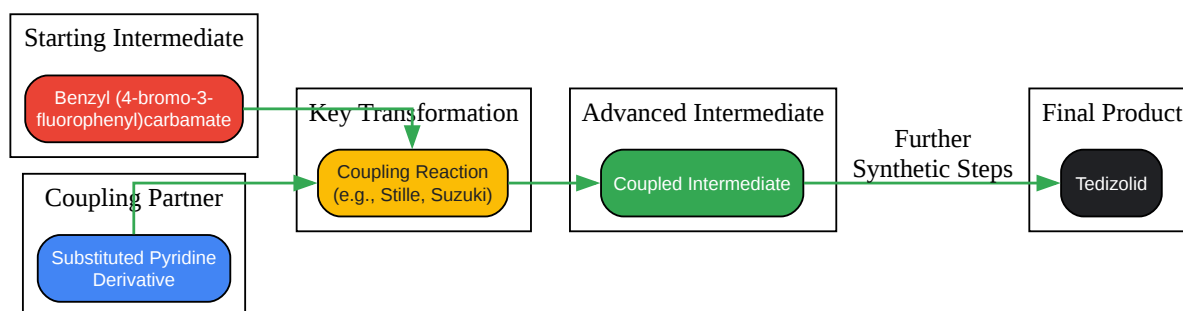 Starting Intermediate
Benzyl (4-bromo-3-
fluorophenyl)carbamate
Coupling Partner
Substituted Pyridine
Derivative
Key Transformation
Coupling Reaction
(e.g., Stille, Suzuki)
Advanced Intermediate
Coupled Intermediate
Further
Synthetic Steps
Final Product
Tedizolid